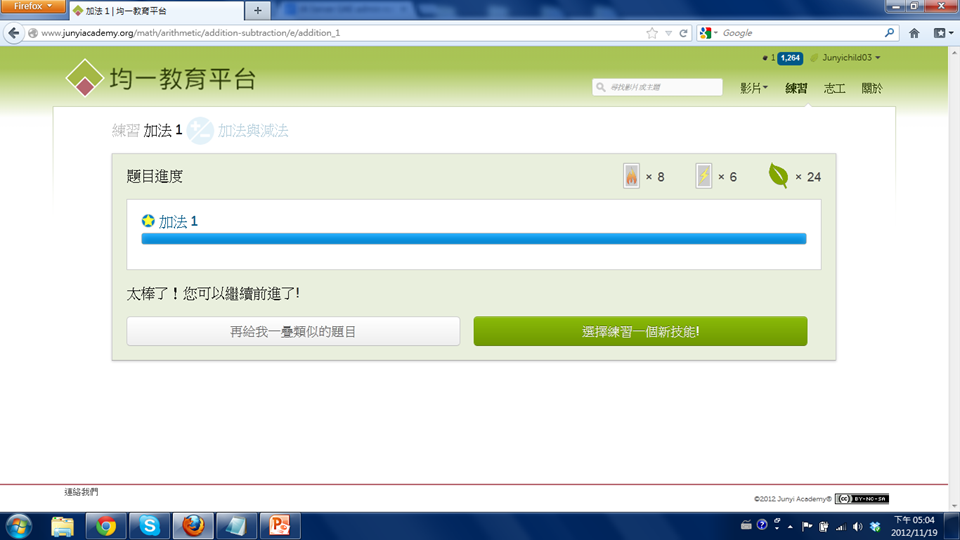 Firefox
加法 1 | 均一教育平台
www.junyiacademy.org/math/arithmetic/addition-subtraction/e/addition_1
Google
1 1,264 Junyichild03
均一教育平台
尋找影片或主題
影片 練習 志工 關於
練習 加法 1 加法與減法
題目進度
× 8 × 6 × 24
加法 1
太棒了！您可以繼續前進了!
再給我一疊類似的題目
選擇練習一個新技能!
連絡我們
©2012 Junyi Academy®
cc BY-NC-SA
下午 05:04
2012/11/19